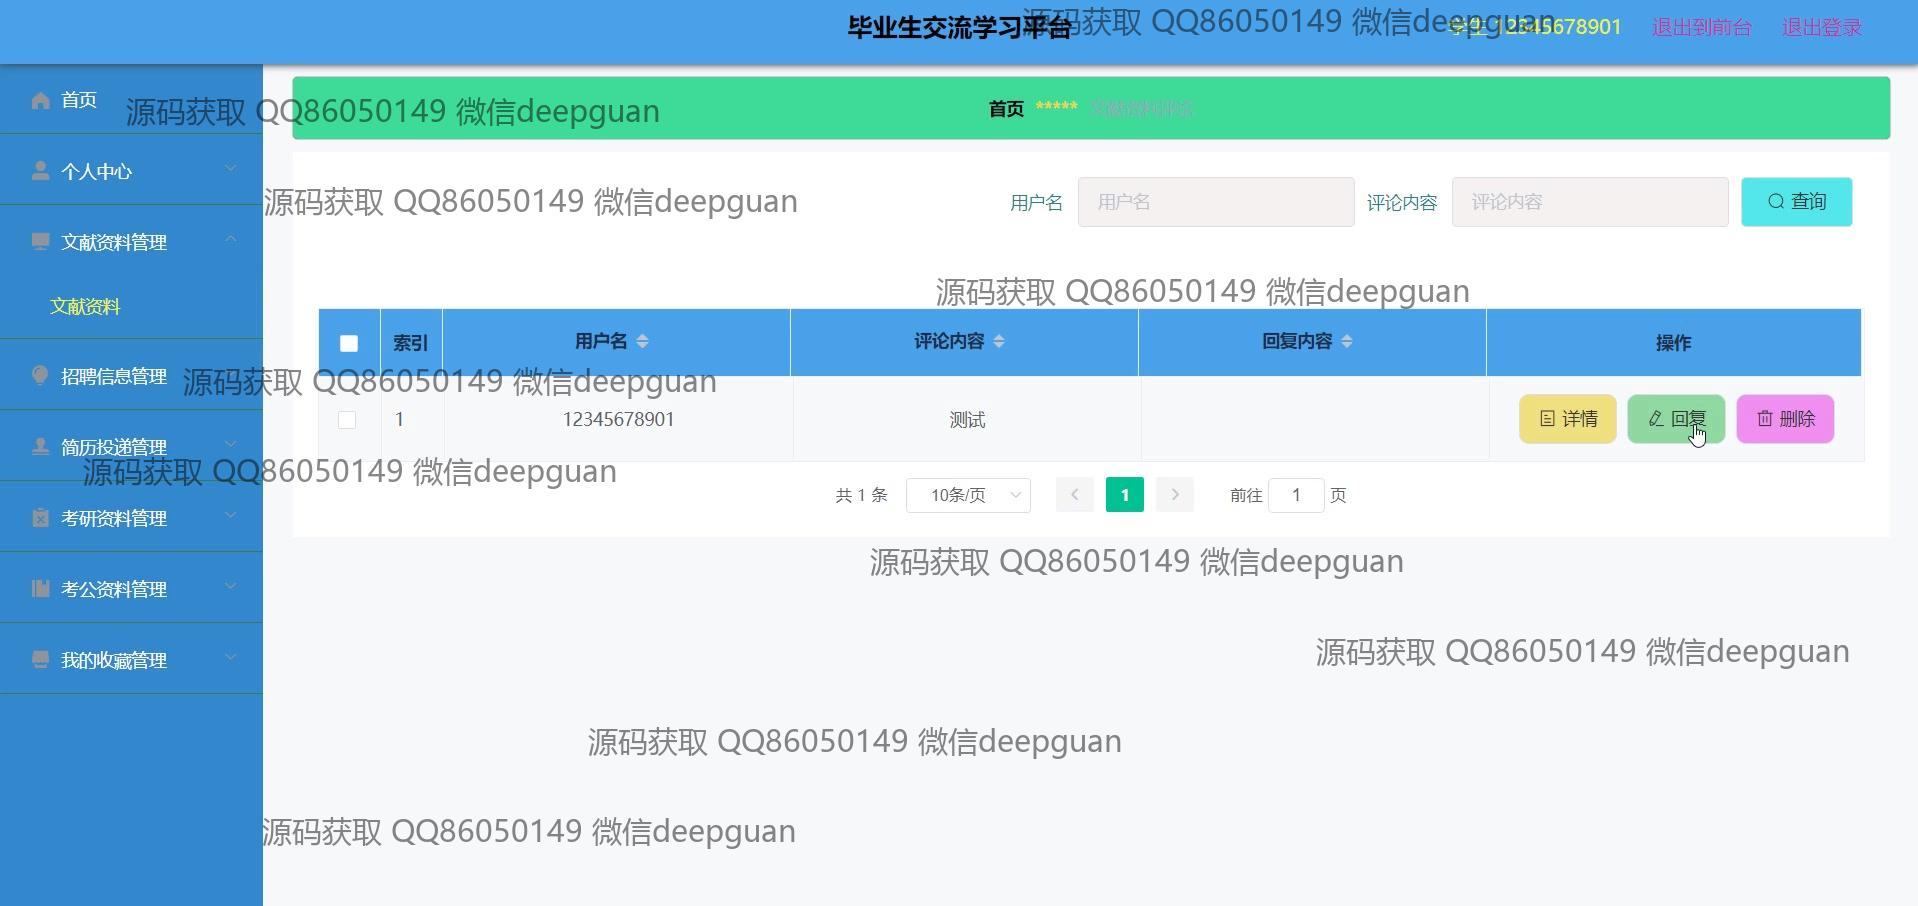 毕业生交流学习平台
源码获取 QQ86050149 微信deepguan
学生 12345678901
退出到前台
退出登录
首页
源码获取 QQ86050149 微信deepguan
首页 ***** 文献资料评论
个人中心
源码获取 QQ86050149 微信deepguan
用户名 用户名
评论内容 评论内容
查询
文献资料管理
文献资料
源码获取 QQ86050149 微信deepguan
索引 用户名 评论内容 回复内容 操作
招聘信息管理
源码获取 QQ86050149 微信deepguan
1 12345678901 测试 详情 回复 删除
简历投递管理
源码获取 QQ86050149 微信deepguan
共 1 条 10条/页 1 前往 1 页
考研资料管理
源码获取 QQ86050149 微信deepguan
考公资料管理
源码获取 QQ86050149 微信deepguan
我的收藏管理
源码获取 QQ86050149 微信deepguan
源码获取 QQ86050149 微信deepguan